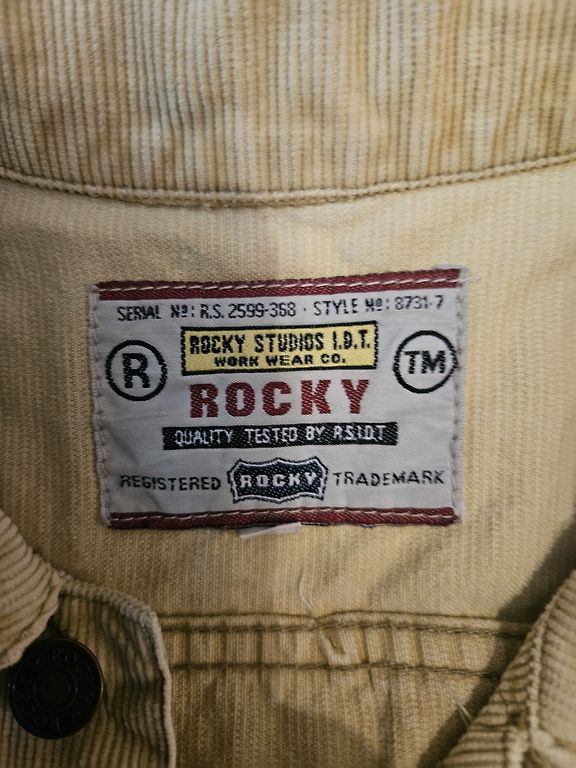 SERIAL Nº: R.S. 2599-368 · STYLE Nº: 8731-7
ROCKY STUDIOS I.D.T.
WORK WEAR CO.
R
TM
ROCKY
QUALITY TESTED BY R.S.I.D.T
REGISTERED ROCKY TRADEMARK
ROCKY